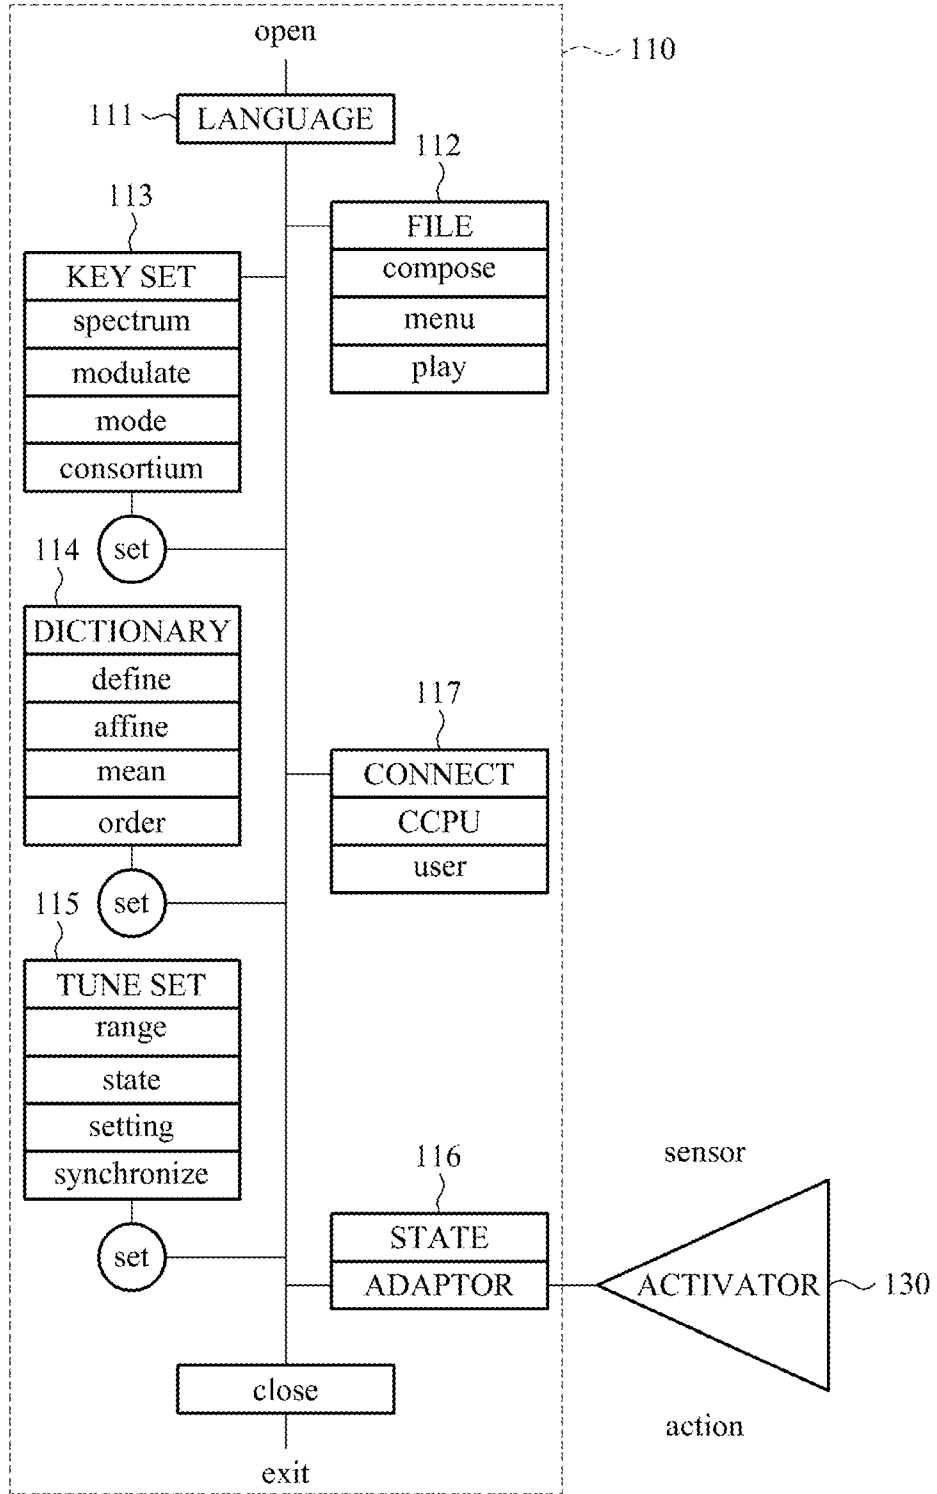 open
110
111
LANGUAGE
112
FILE
compose
menu
play
113
KEY SET
spectrum
modulate
mode
consortium
set
114
DICTIONARY
define
affine
mean
order
set
117
CONNECT
CCPU
user
115
TUNE SET
range
state
setting
synchronize
set
116
STATE
ADAPTOR
sensor
ACTIVATOR
130
action
close
exit